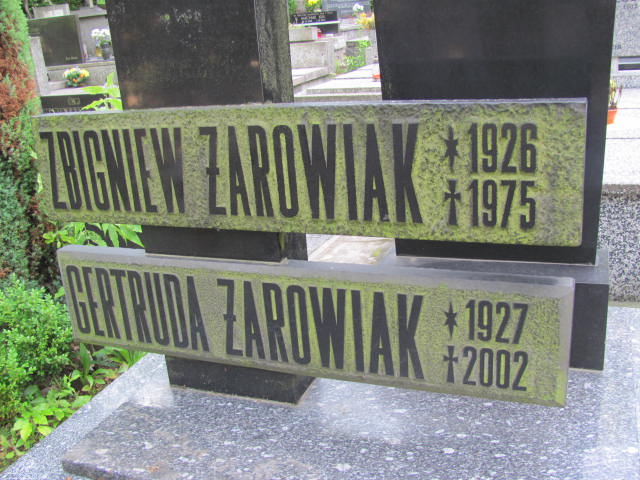 ZBIGNIEW ŻAROWIAK * 1926
† 1975
GERTRUDA ŻAROWIAK * 1927
† 2002